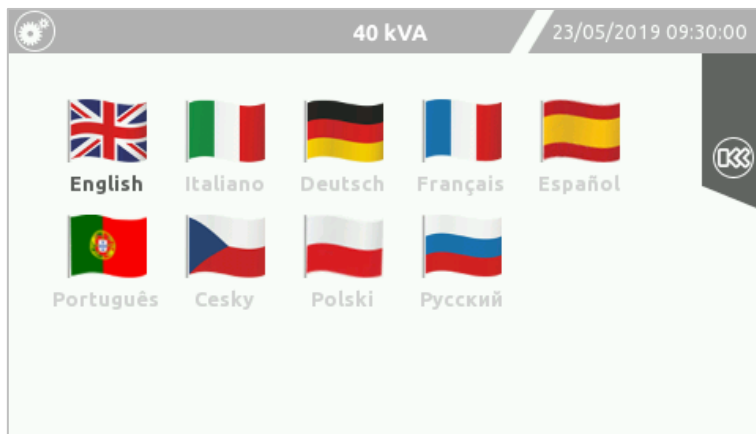 40 kVA 23/05/2019 09:30:00
English Italiano Deutsch Français Español
Português Cesky Polski Русский